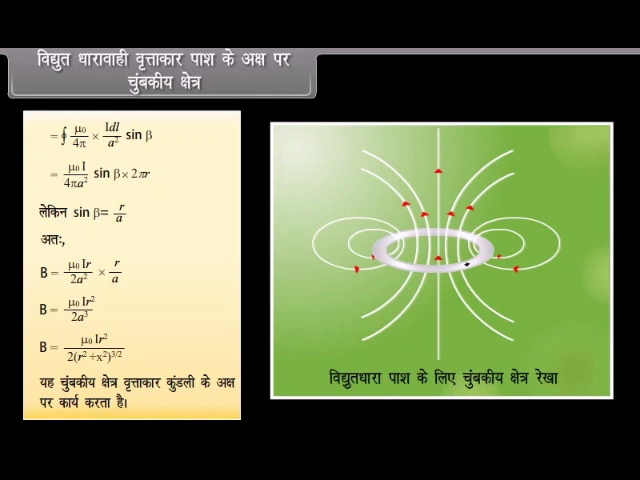 विद्युत धारावाही वृत्ताकार पाश के अक्ष पर
चुंबकीय क्षेत्र
= ∮ μ₀/4π × Idl/a² sin β
= μ₀I/4πa² sin β × 2πr
लेकिन sin β= r/a
अतः,
B = μ₀Ir/2a² × r/a
B = μ₀Ir²/2a³
B = μ₀Ir²/2(r²+x²)^3/2
यह चुंबकीय क्षेत्र वृत्ताकार कुंडली के अक्ष
पर कार्य करता है।
विद्युतधारा पाश के लिए चुंबकीय क्षेत्र रेखा